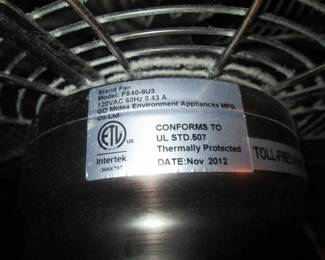 Stand Fan
Model: FS40-9U3
120VAC 60Hz 0.43 A
GD Midea Environment Appliances MFG
Co.Ltd
ETL
US
Intertek
CONFORMS TO
UL STD.507
Thermally Protected
DATE:Nov 2012
TOLL-FREE